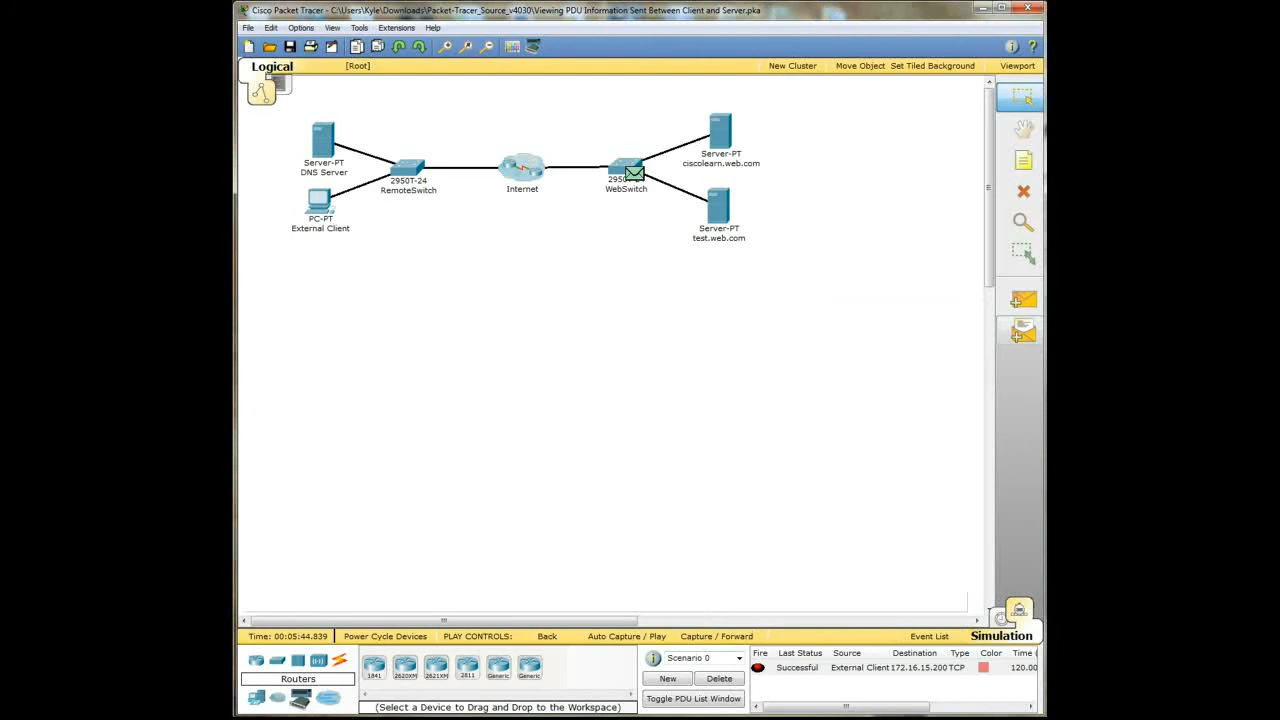 Cisco Packet Tracer - C:\Users\Kyle\Downloads\Packet-Tracer_Source_v4030\Viewing PDU Information Sent Between Client and Server.pka
File Edit Options View Tools Extensions Help
Logical [Root] New Cluster Move Object Set Tiled Background Viewport
Server-PT
DNS Server
PC-PT
External Client
2950T-24
RemoteSwitch
Internet
WebSwitch
Server-PT
ciscolearn.web.com
Server-PT
test.web.com
Time: 00:05:44.839 Power Cycle Devices PLAY CONTROLS: Back Auto Capture / Play Capture / Forward Event List Simulation
Routers
1841 2620XM 2621XM 2811 Generic Generic
(Select a Device to Drag and Drop to the Workspace)
Scenario 0
New Delete
Toggle PDU List Window
Fire Last Status Source Destination Type Color Time (
Successful External Client 172.16.15.200 TCP 120.00